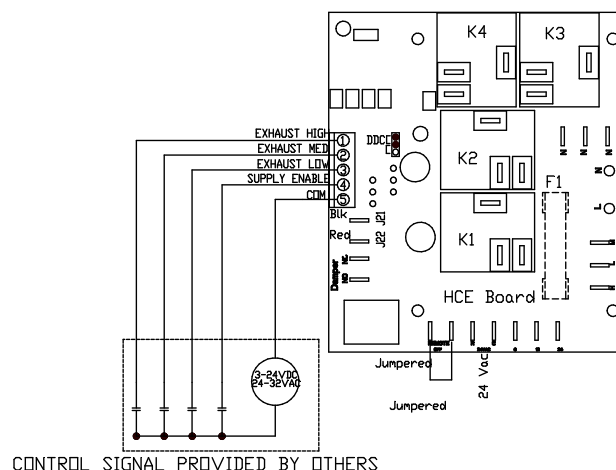 K4
K3
EXHAUST HIGH
1
EXHAUST MED
2
EXHAUST LOW
3
SUPPLY ENABLE
4
COM
5
DDC
K2
N
N
N
N
F1
L
Blk
J21
Red
J22
K1
NC
NO
Damper
L
HCE Board
3-24VDC
24-32VAC
Jumpered
24 Vac
Jumpered
CONTROL SIGNAL PROVIDED BY OTHERS